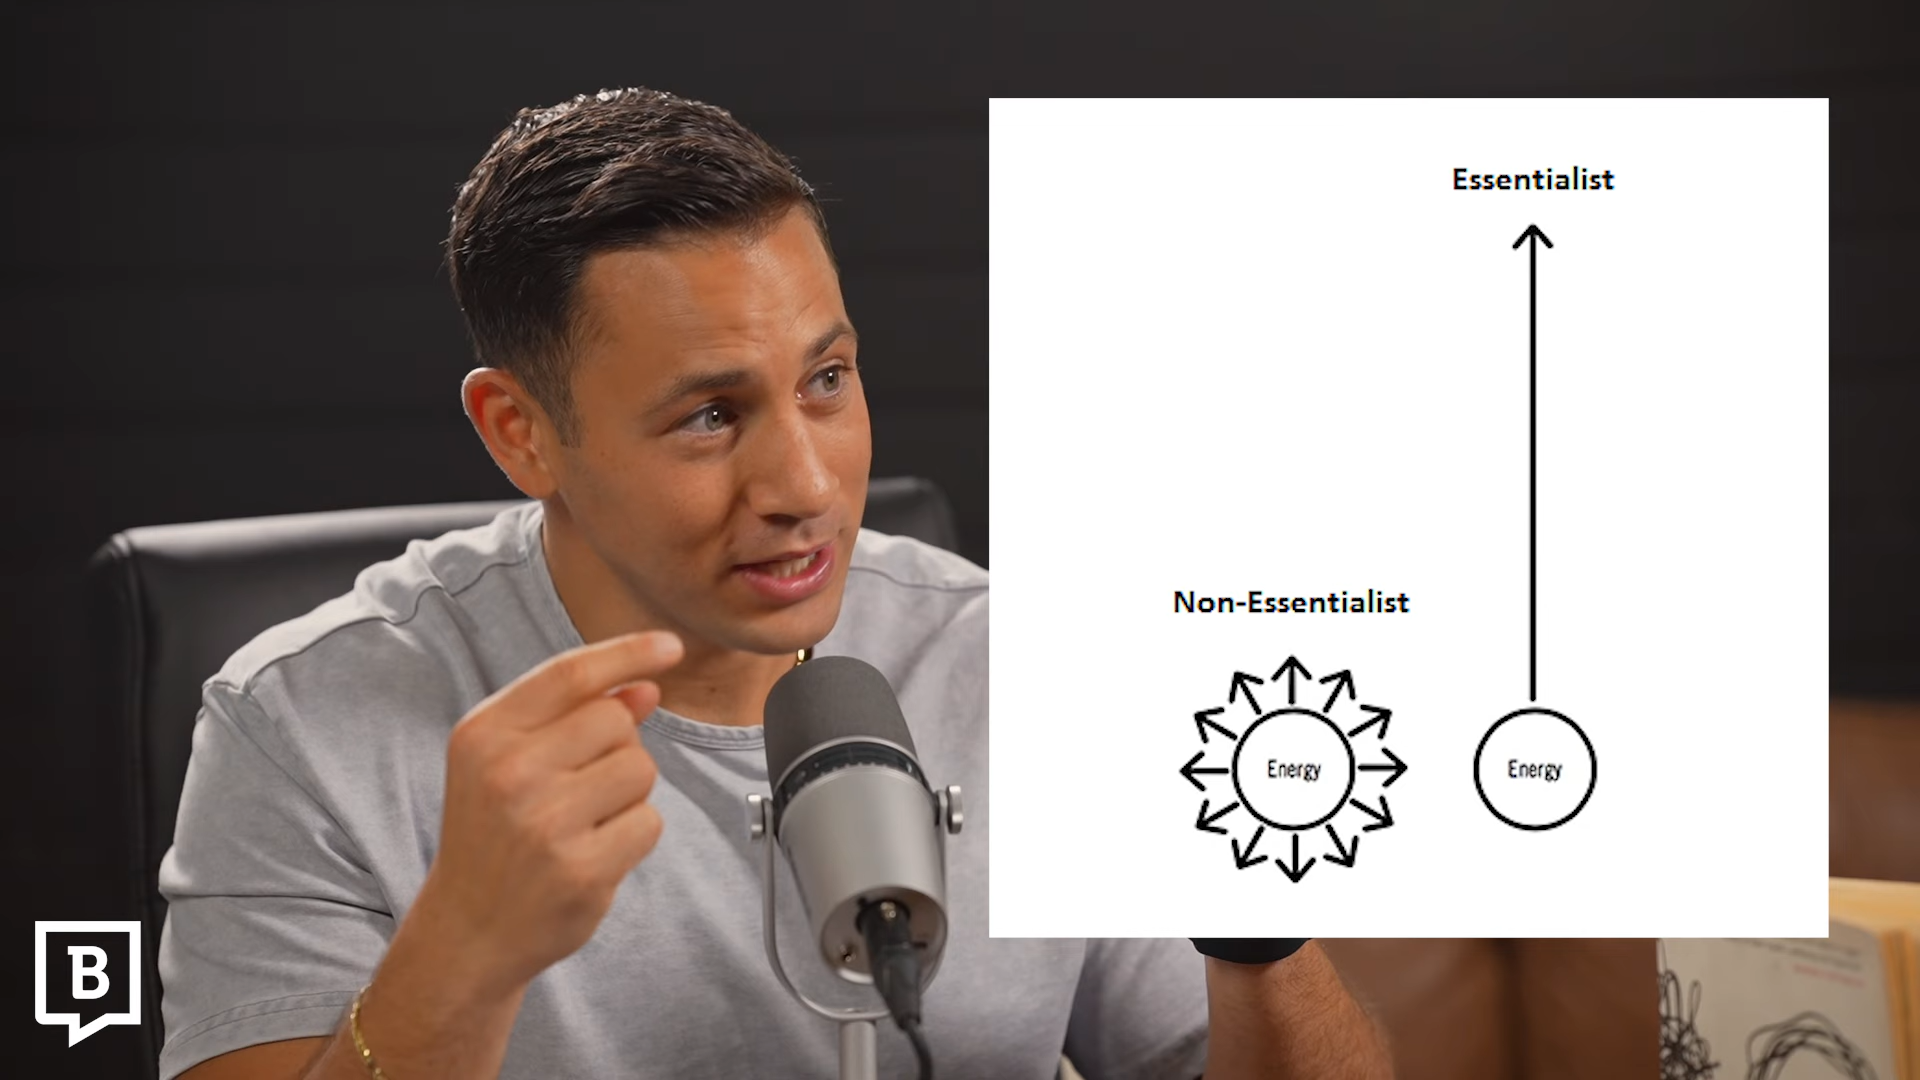 Essentialist
Non-Essentialist
Energy
Energy
B